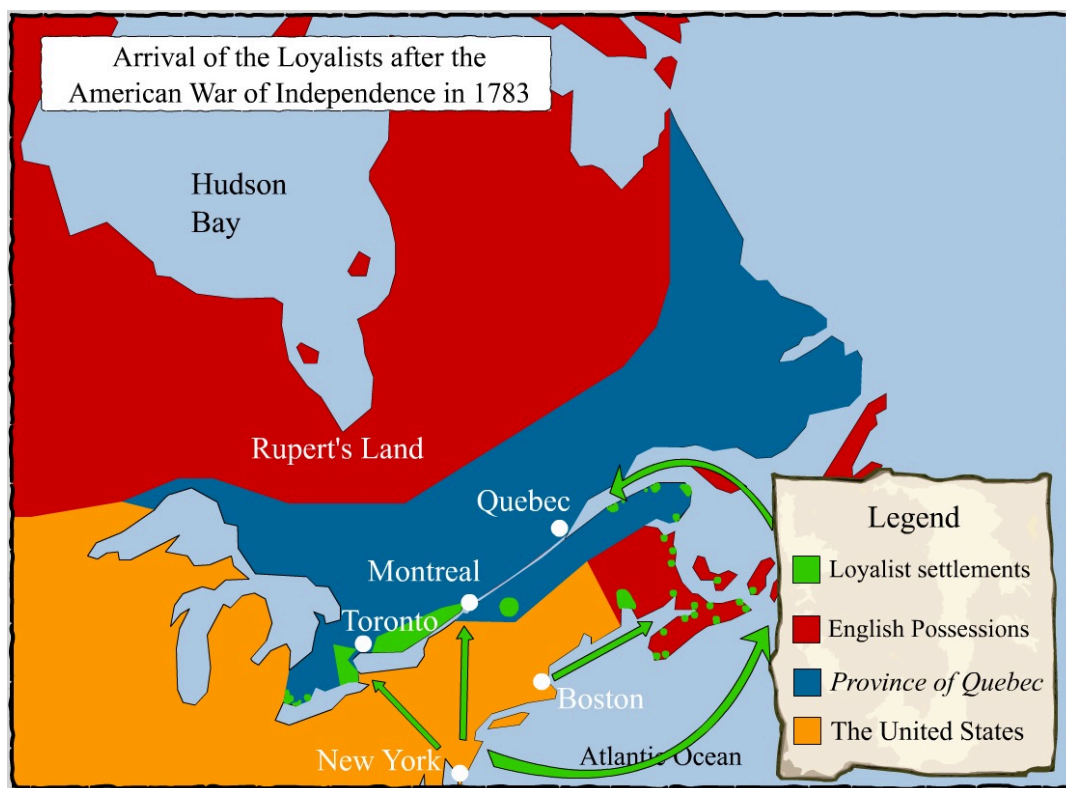 Arrival of the Loyalists after the
American War of Independence in 1783
Hudson
Bay
Rupert's Land
Quebec
Montreal
Toronto
Boston
New York
Atlantic Ocean
Legend
Loyalist settlements
English Possessions
Province of Quebec
The United States